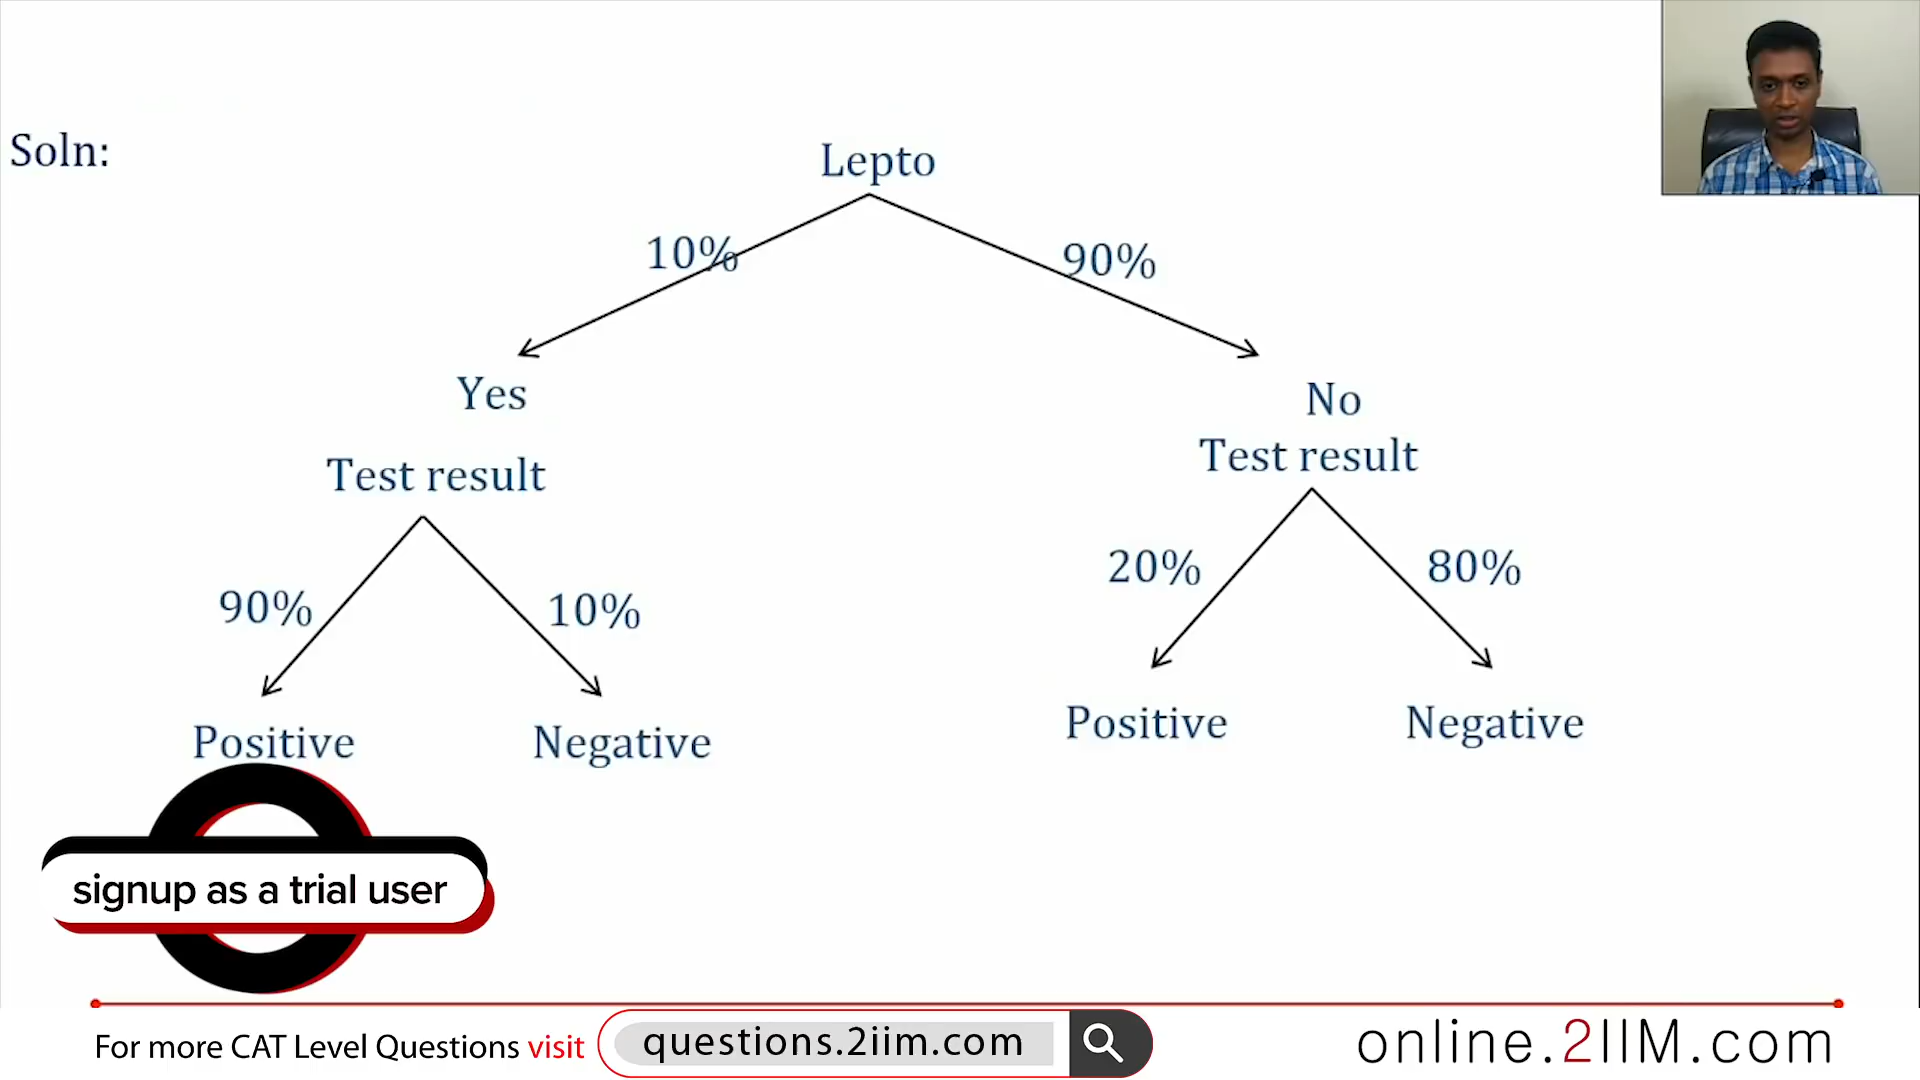 Soln:
Lepto
10%
90%
Yes
No
Test result
Test result
90%
10%
20%
80%
Positive
Negative
Positive
Negative
signup as a trial user
For more CAT Level Questions visit
questions.2iim.com
online.2IIM.com